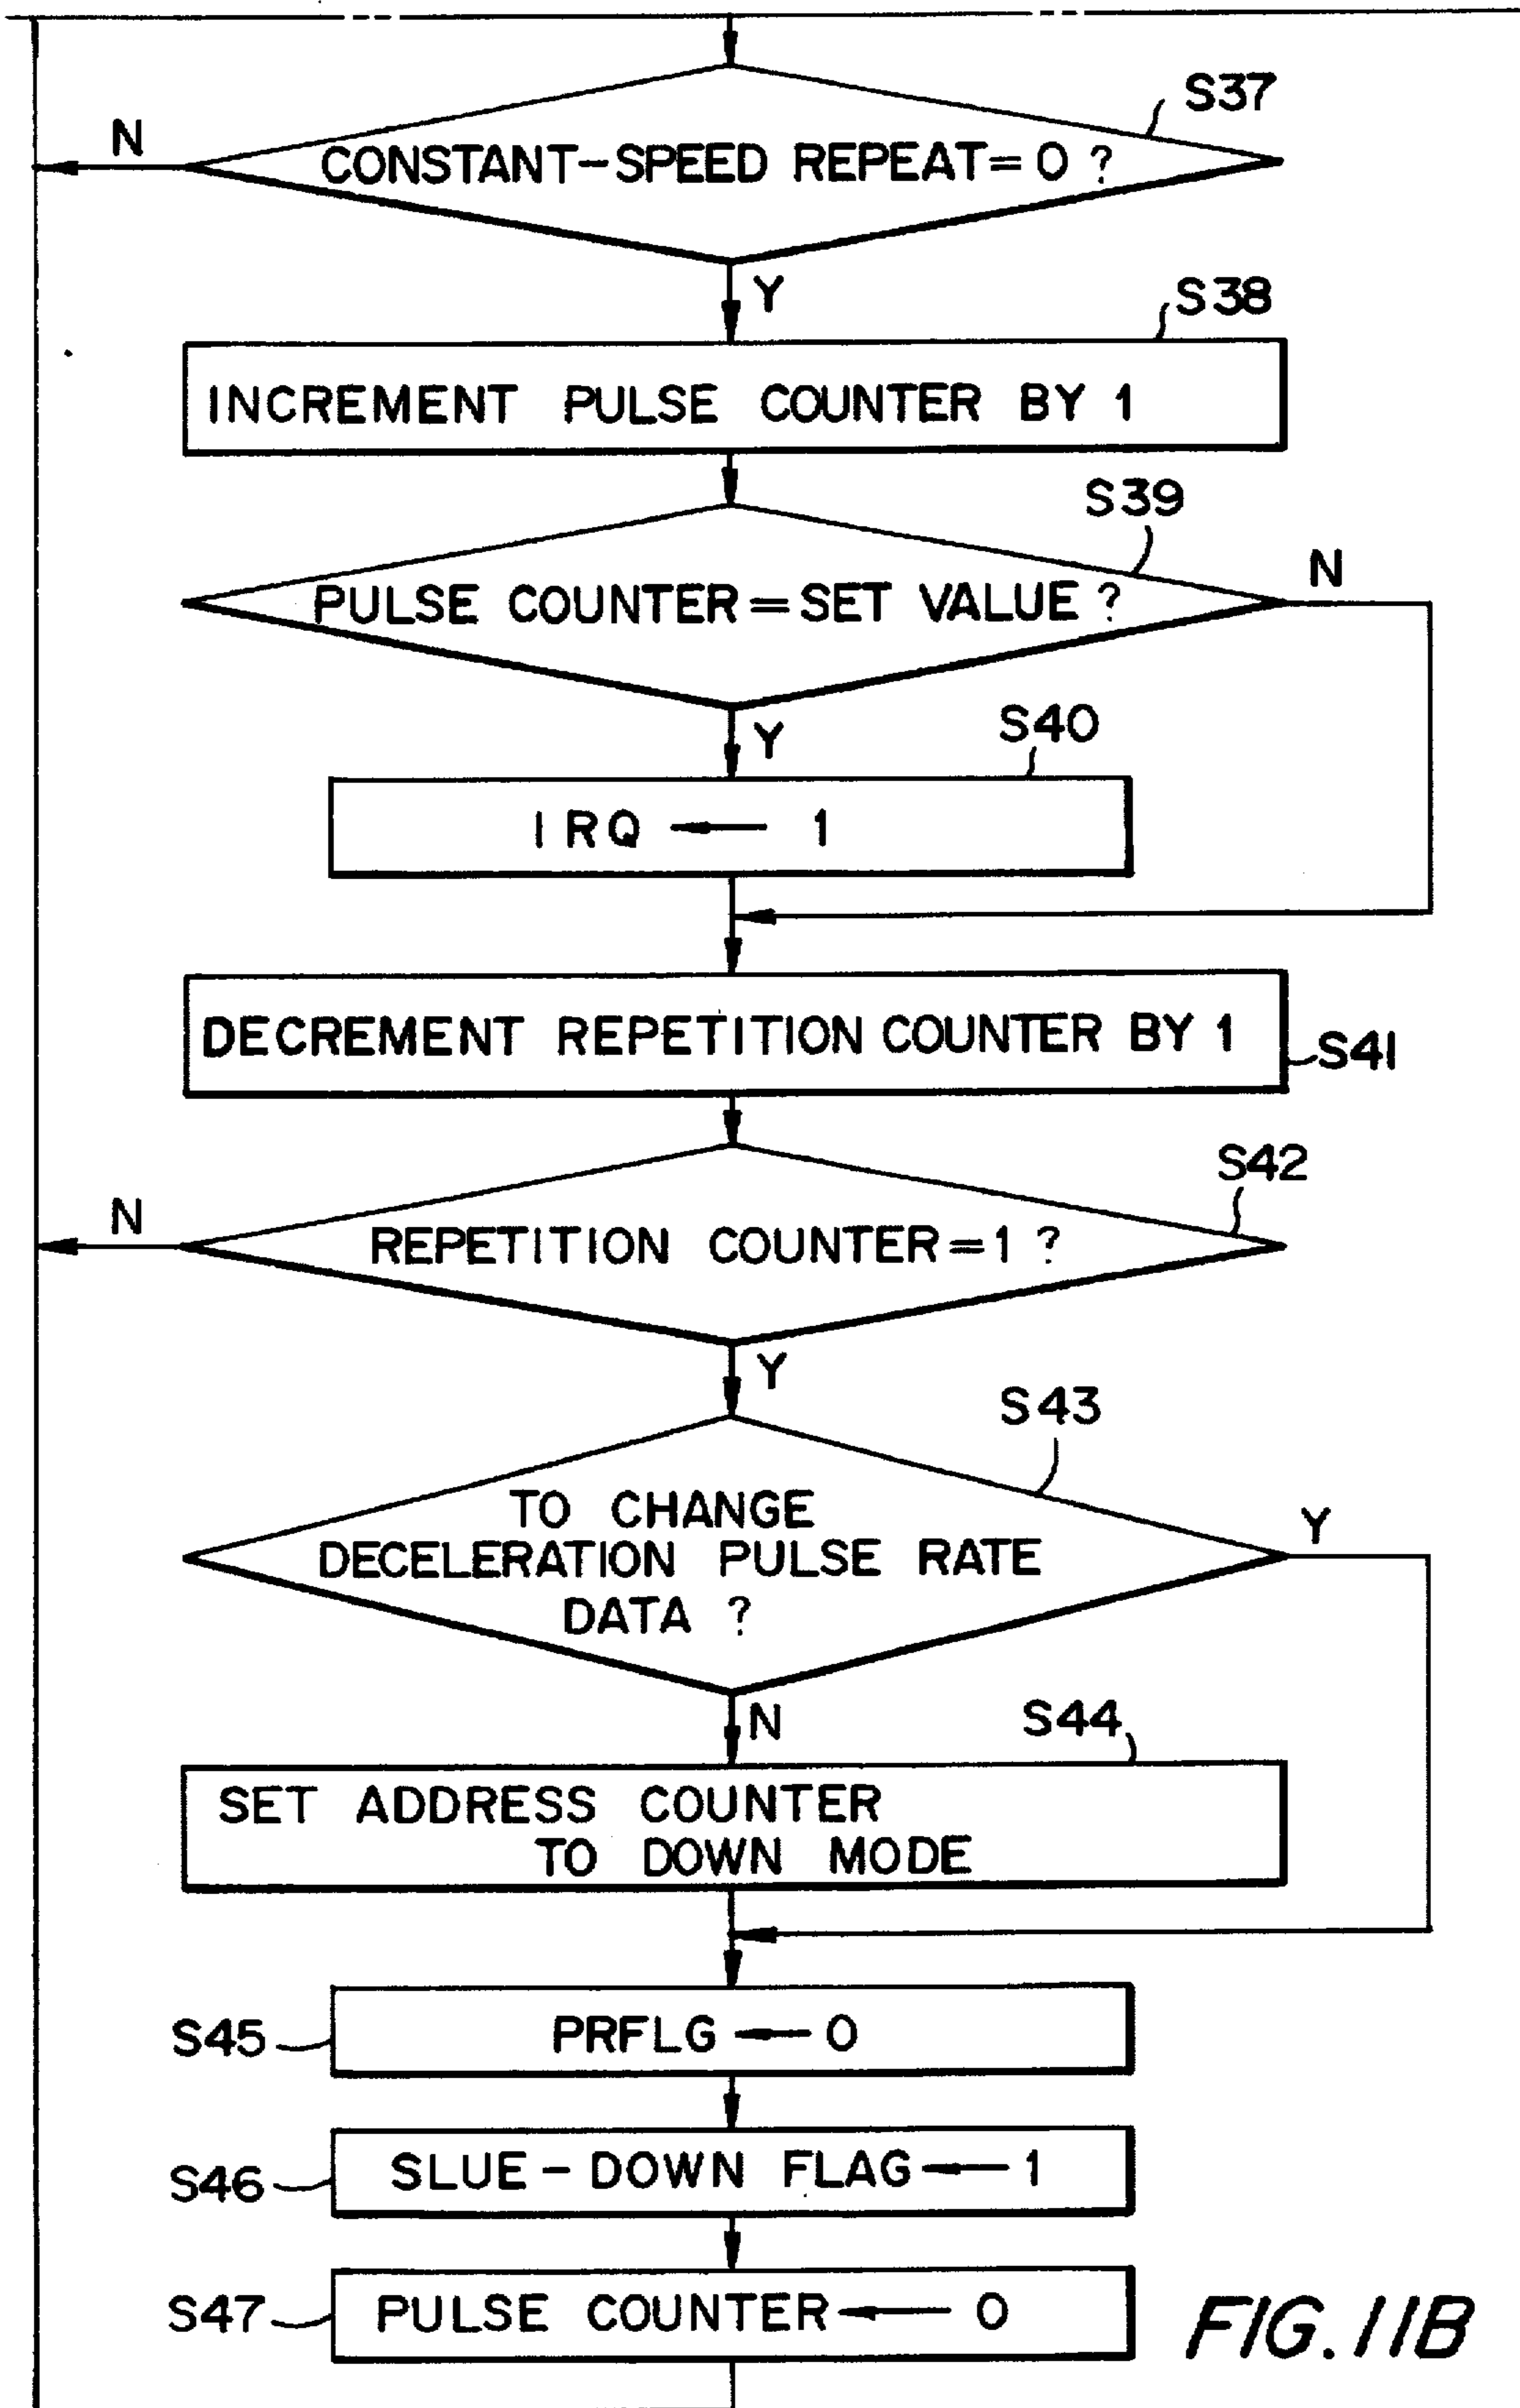 S37
N
CONSTANT-SPEED REPEAT=0 ?
Y
S38
INCREMENT PULSE COUNTER BY 1
S39
N
PULSE COUNTER=SET VALUE ?
Y
S40
IRQ ← 1
DECREMENT REPETITION COUNTER BY 1
S41
S42
N
REPETITION COUNTER=1 ?
Y
S43
TO CHANGE
Y
DECELERATION PULSE RATE
DATA ?
N
S44
SET ADDRESS COUNTER
TO DOWN MODE
S45
PRFLG ← 0
S46
SLUE-DOWN FLAG ← 1
S47
PULSE COUNTER ← 0
FIG. 11B